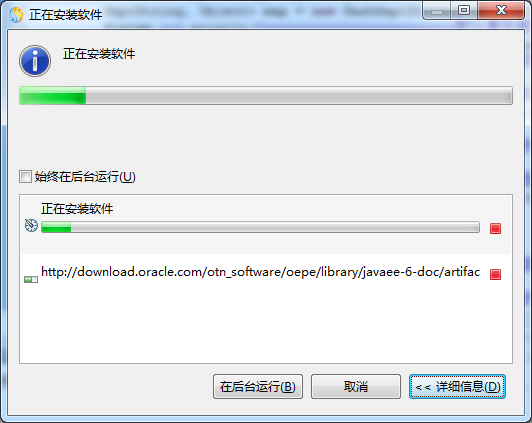 正在安装软件
正在安装软件
始终在后台运行(U)
正在安装软件
http://download.oracle.com/otn_software/oepe/library/javaee-6-doc/artifac
在后台运行(B)
取消
<< 详细信息(D)